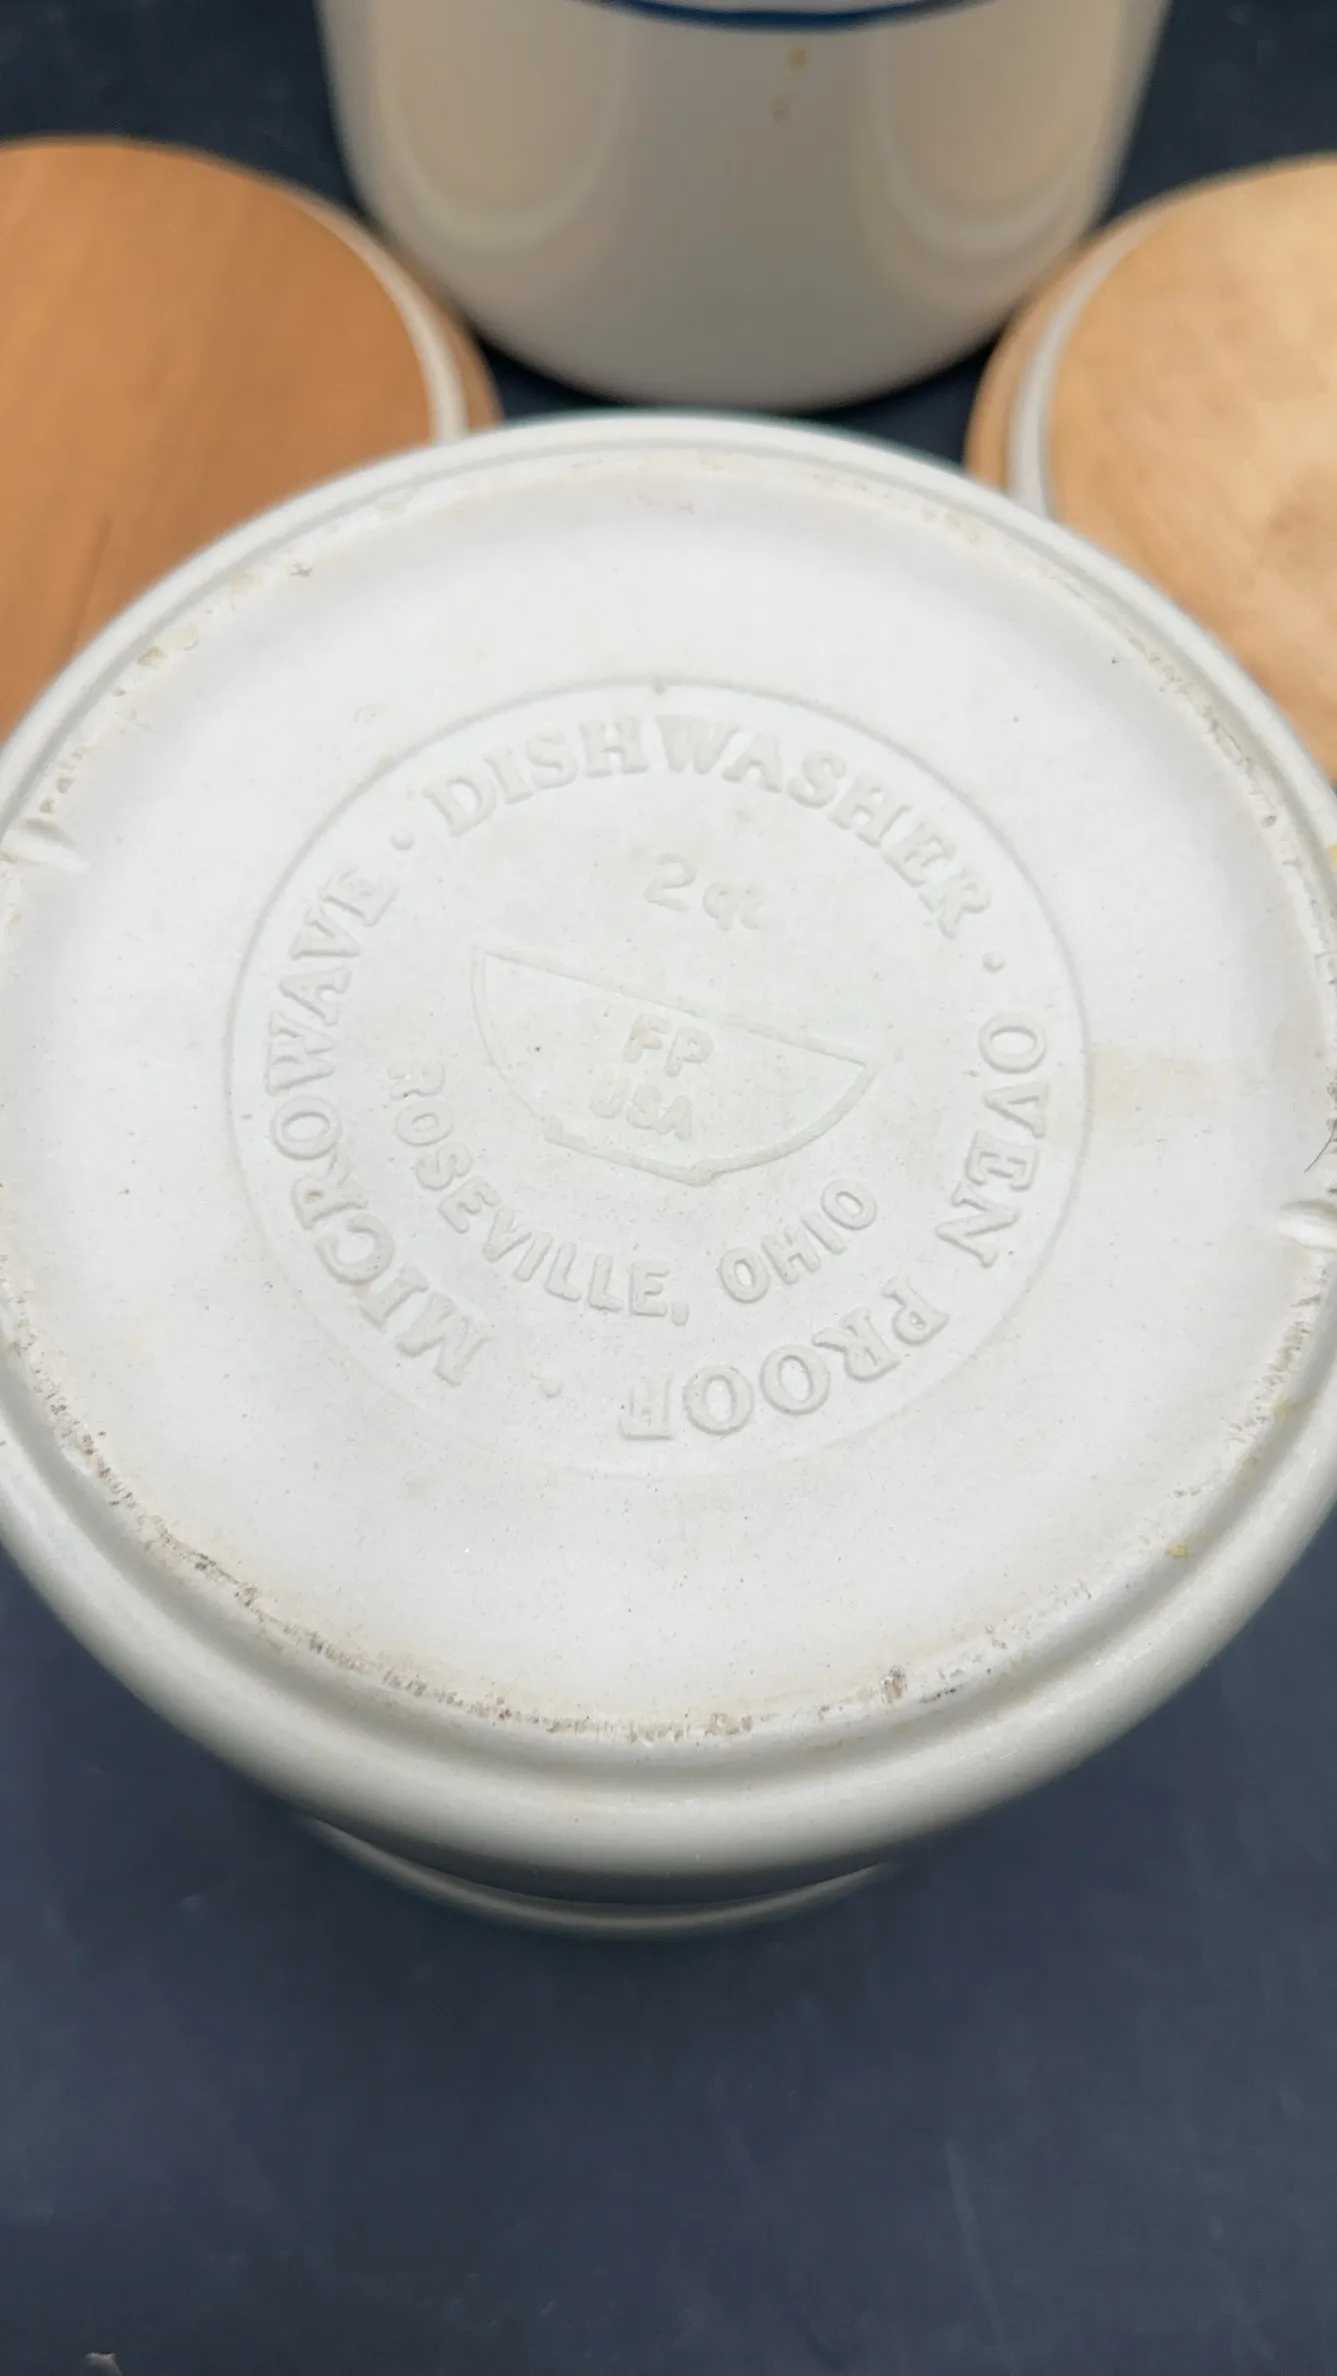 MICROWAVE · DISHWASHER · OVEN PROOF ·
2 qt
FP
USA
ROSEVILLE, OHIO